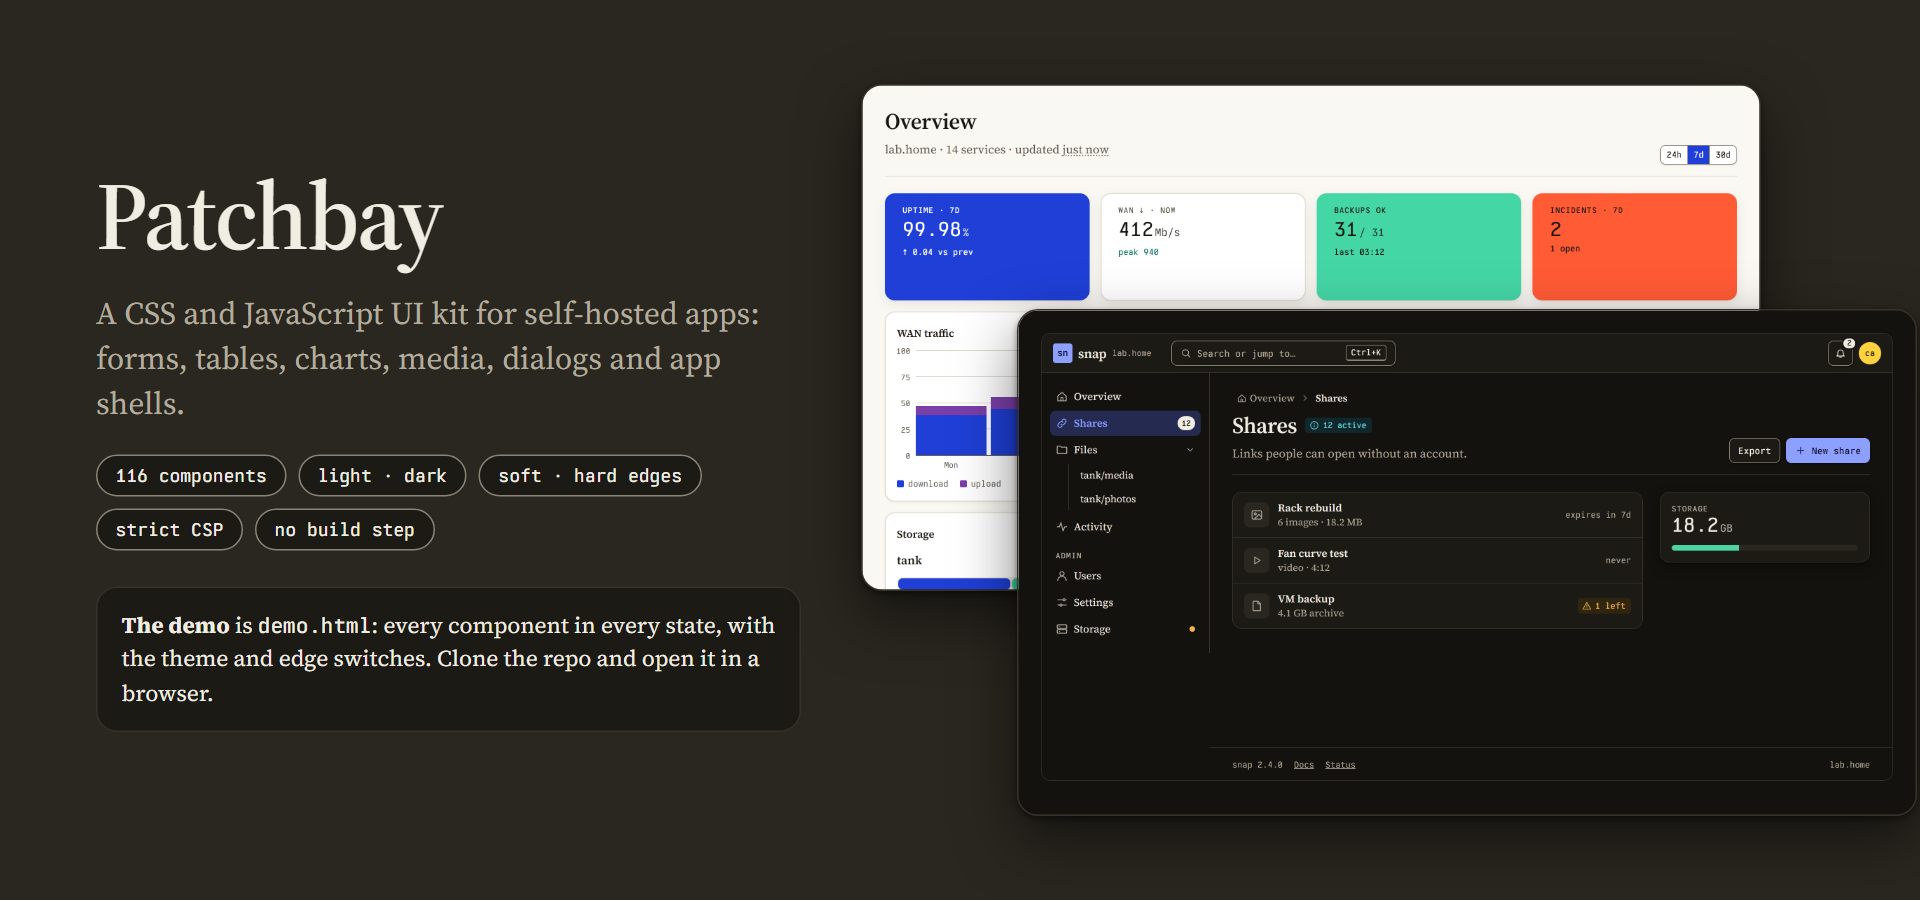 Patchbay
A CSS and JavaScript UI kit for self-hosted apps:
forms, tables, charts, media, dialogs and app
shells.
116 components
light · dark
soft · hard edges
strict CSP
no build step
The demo is demo.html: every component in every state, with
the theme and edge switches. Clone the repo and open it in a
browser.
Overview
lab.home · 14 services · updated just now
24h 7d 30d
UPTIME · 7D
99.98%
↑ 0.04 vs prev
WAN ↓ · NOW
412Mb/s
peak 940
BACKUPS OK
31/ 31
last 03:12
INCIDENTS · 7D
2
1 open
WAN traffic
100
75
50
25
0
Mon
download upload
Storage
tank
sn snap lab.home
Search or jump to…
Ctrl+K
2
ca
Overview
Shares 12
Files
tank/media
tank/photos
Activity
ADMIN
Users
Settings
Storage
Overview > Shares
Shares
12 active
Links people can open without an account.
Export
+ New share
Rack rebuild
6 images · 18.2 MB
expires in 7d
Fan curve test
video · 4:12
never
VM backup
4.1 GB archive
1 left
STORAGE
18.2GB
snap 2.4.0 Docs Status
lab.home